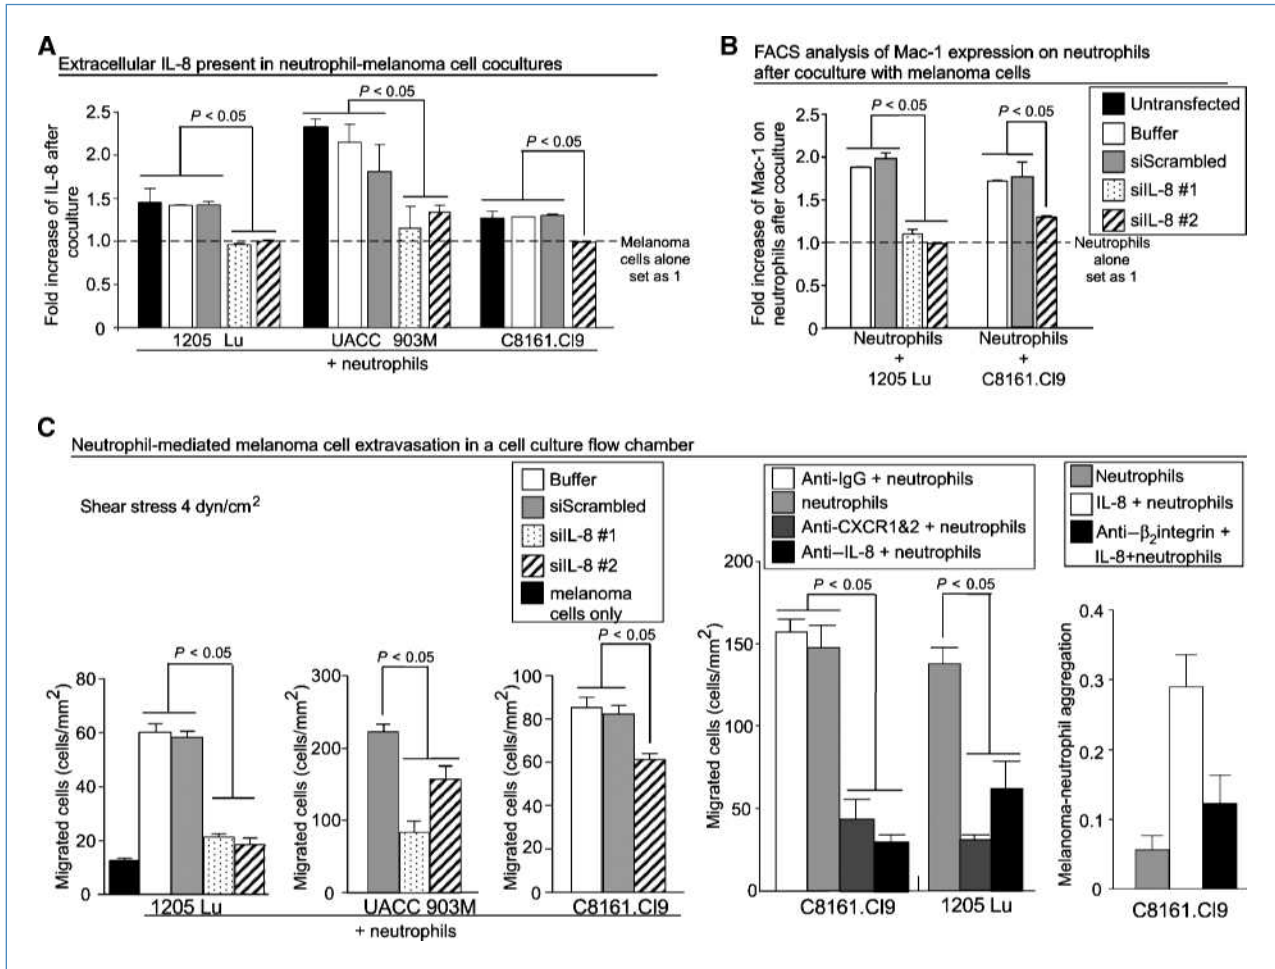 A
Extracellular IL-8 present in neutrophil-melanoma cell cocultures
Fold increase of IL-8 after
coculture
2.5
2.0
1.5
1.0
0.5
0
P < 0.05
P < 0.05
P < 0.05
Melanoma
cells alone
set as 1
1205 Lu
UACC 903M
C8161.Cl9
+ neutrophils
B
FACS analysis of Mac-1 expression on neutrophils
after coculture with melanoma cells
Fold increase of Mac-1 on
neutrophils after coculture
2.5
2.0
1.5
1.0
0.5
0
P < 0.05
P < 0.05
Untransfected
Buffer
siScrambled
siIL-8 #1
siIL-8 #2
Neutrophils
alone
set as 1
Neutrophils
+
1205 Lu
Neutrophils
+
C8161.Cl9
C
Neutrophil-mediated melanoma cell extravasation in a cell culture flow chamber
Shear stress 4 dyn/cm2
Buffer
siScrambled
siIL-8 #1
siIL-8 #2
melanoma
cells only
Migrated cells (cells/mm2)
80
60
40
20
0
P < 0.05
1205 Lu
Migrated cells (cells/mm2)
300
200
100
0
P < 0.05
UACC 903M
Migrated cells (cells/mm2)
100
80
60
40
20
0
P < 0.05
C8161.Cl9
+ neutrophils
Anti-IgG + neutrophils
neutrophils
Anti-CXCR1&2 + neutrophils
Anti–IL-8 + neutrophils
Migrated cells (cells/mm2)
200
150
100
50
0
P < 0.05
P < 0.05
C8161.Cl9
1205 Lu
Neutrophils
IL-8 + neutrophils
Anti–β2integrin +
IL-8+neutrophils
Melanoma-neutrophil aggregation
0.4
0.3
0.2
0.1
0
C8161.Cl9